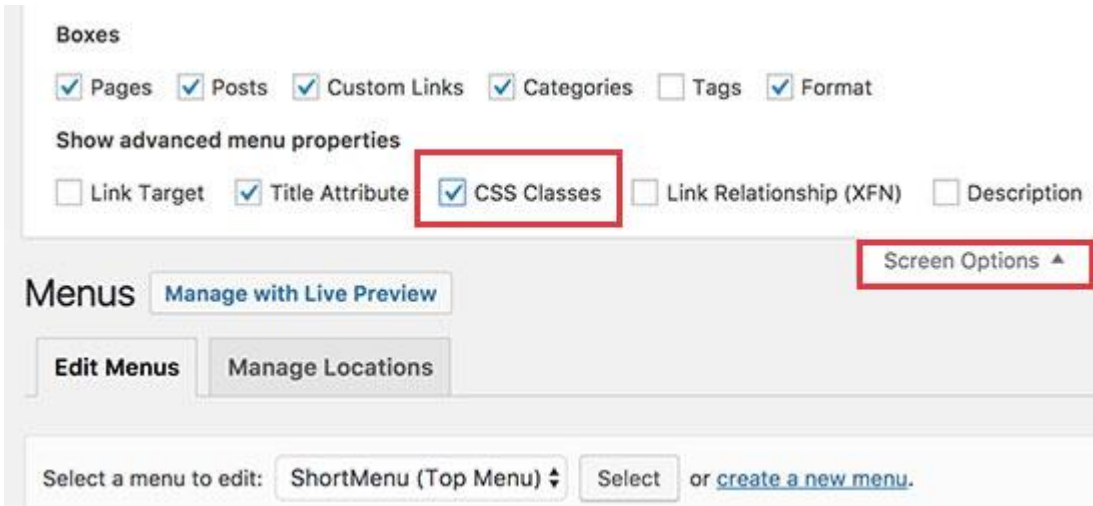 Boxes
Pages Posts Custom Links Categories Tags Format
Show advanced menu properties
Link Target Title Attribute CSS Classes Link Relationship (XFN) Description
Screen Options
Menus Manage with Live Preview
Edit Menus Manage Locations
Select a menu to edit: ShortMenu (Top Menu) Select or create a new menu.